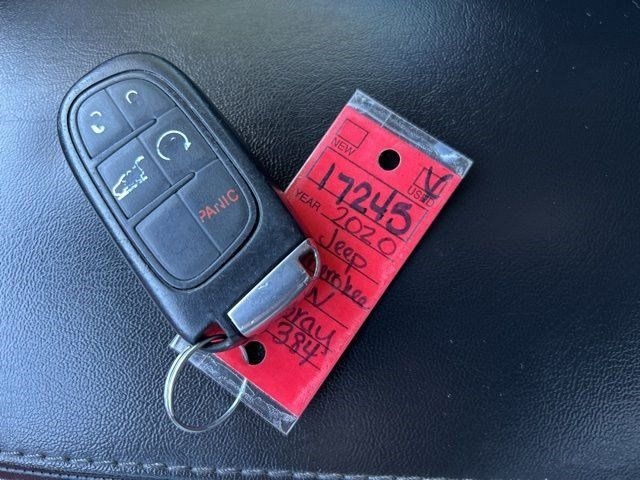 PANIC
NEW
USED
17245
YEAR 2020
Jeep
N
384